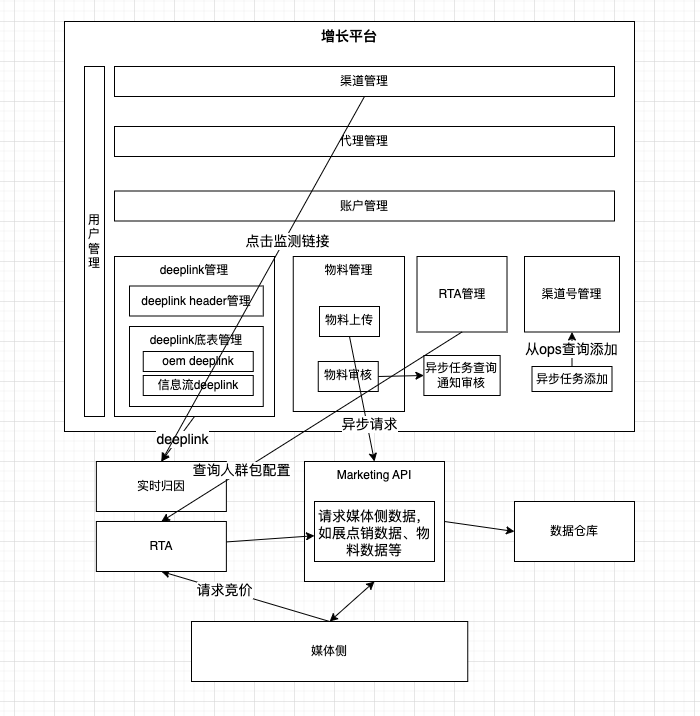 增长平台
渠道管理
代理管理
账户管理
用
户
管
理
点击监测链接
deeplink管理
deeplink header管理
deeplink底表管理
oem deeplink
信息流deeplink
物料管理
物料上传
物料审核
RTA管理
异步任务查询
通知审核
渠道号管理
从ops查询添加
异步任务添加
deeplink
异步请求
查询人群包配置
实时归因
RTA
Marketing API
请求媒体侧数据,
如展点销数据、物
料数据等
数据仓库
请求竞价
媒体侧